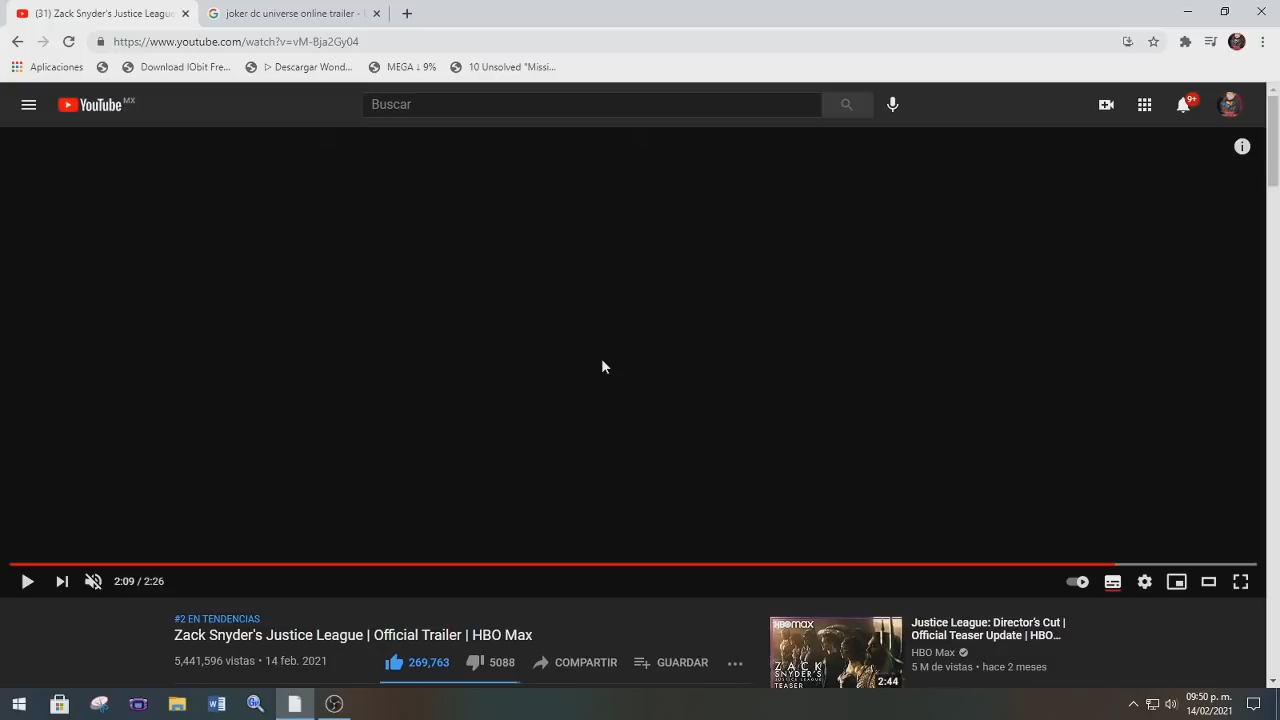 (31) Zack Snyder's Justice League
joker dc universe online trailer -
https://www.youtube.com/watch?v=vM-Bja2Gy04
Aplicaciones
Download IObit Fre...
▷ Descargar Wond...
MEGA ↓ 9%
10 Unsolved "Missi...
YouTube MX
Buscar
9+
2:09 / 2:26
#2 EN TENDENCIAS
Zack Snyder's Justice League | Official Trailer | HBO Max
5,441,596 vistas • 14 feb. 2021
269,763
5088
COMPARTIR
GUARDAR
HBOmax
ZACK
SNYDER'S
JUSTICE LEAGUE
TEASER
2:44
Justice League: Director's Cut |
Official Teaser Update | HBO...
HBO Max
5 M de vistas • hace 2 meses
09:50 p. m.
14/02/2021